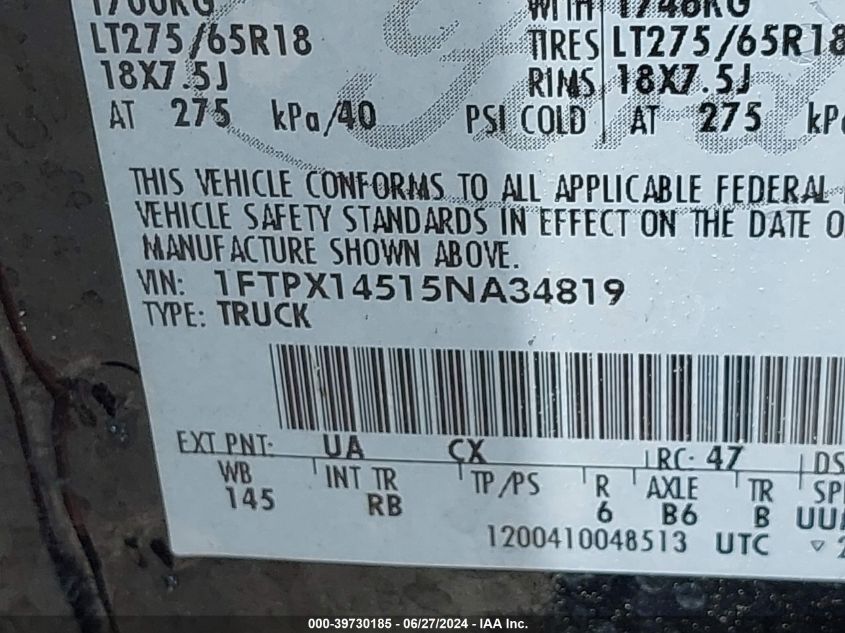 1700KG WITH 1746KG
LT275/65R18 TIRES LT275/65R18
18X7.5J RIMS 18X7.5J
AT 275 kPa/40 PSI COLD AT 275
THIS VEHICLE CONFORMS TO ALL APPLICABLE FEDERAL
VEHICLE SAFETY STANDARDS IN EFFECT ON THE DATE
MANUFACTURE SHOWN ABOVE.
VIN: 1FTPX14515NA34819
TYPE: TRUCK
EXT PNT: UA CX RC: 47 DS
WB INT TR TP/PS R AXLE TR
145 RB 6 B6 B
1200410048513 UTC
000-39730185 — 06/27/2024 — IAA Inc.